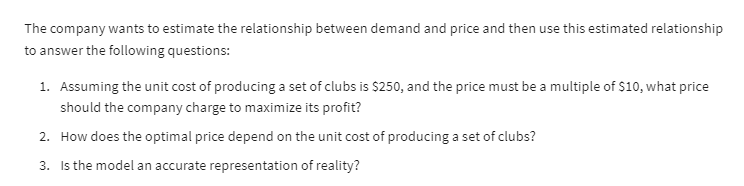 The company wants to estimate the relationship between demand and price and then use this estimated relationship
to answer the following questions:
1. Assuming the unit cost of producing a set of clubs is $250, and the price must be a multiple of $10, what price
should the company charge to maximize its profit?
2. How does the optimal price depend on the unit cost of producing a set of clubs?
3. Is the model an accurate representation of reality?